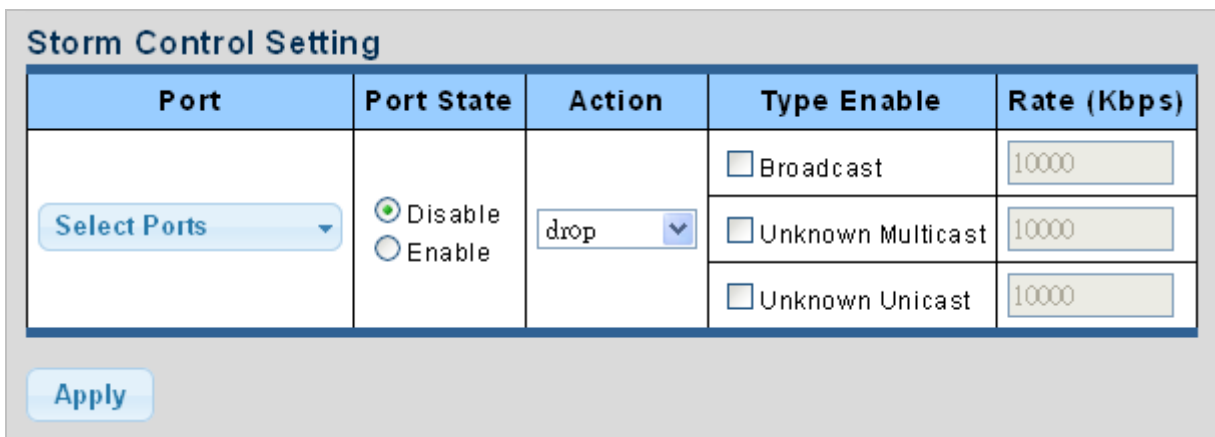 Storm Control Setting
Port Port State Action Type Enable Rate (Kbps)
Broadcast 10000
Select Ports Disable drop Unknown Multicast 10000
Enable
Unknown Unicast 10000
Apply